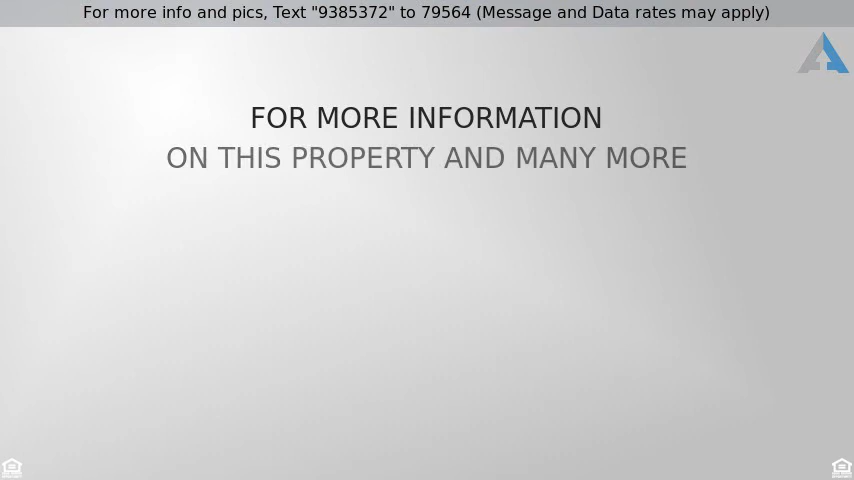 For more info and pics, Text "9385372" to 79564 (Message and Data rates may apply)
FOR MORE INFORMATION
ON THIS PROPERTY AND MANY MORE